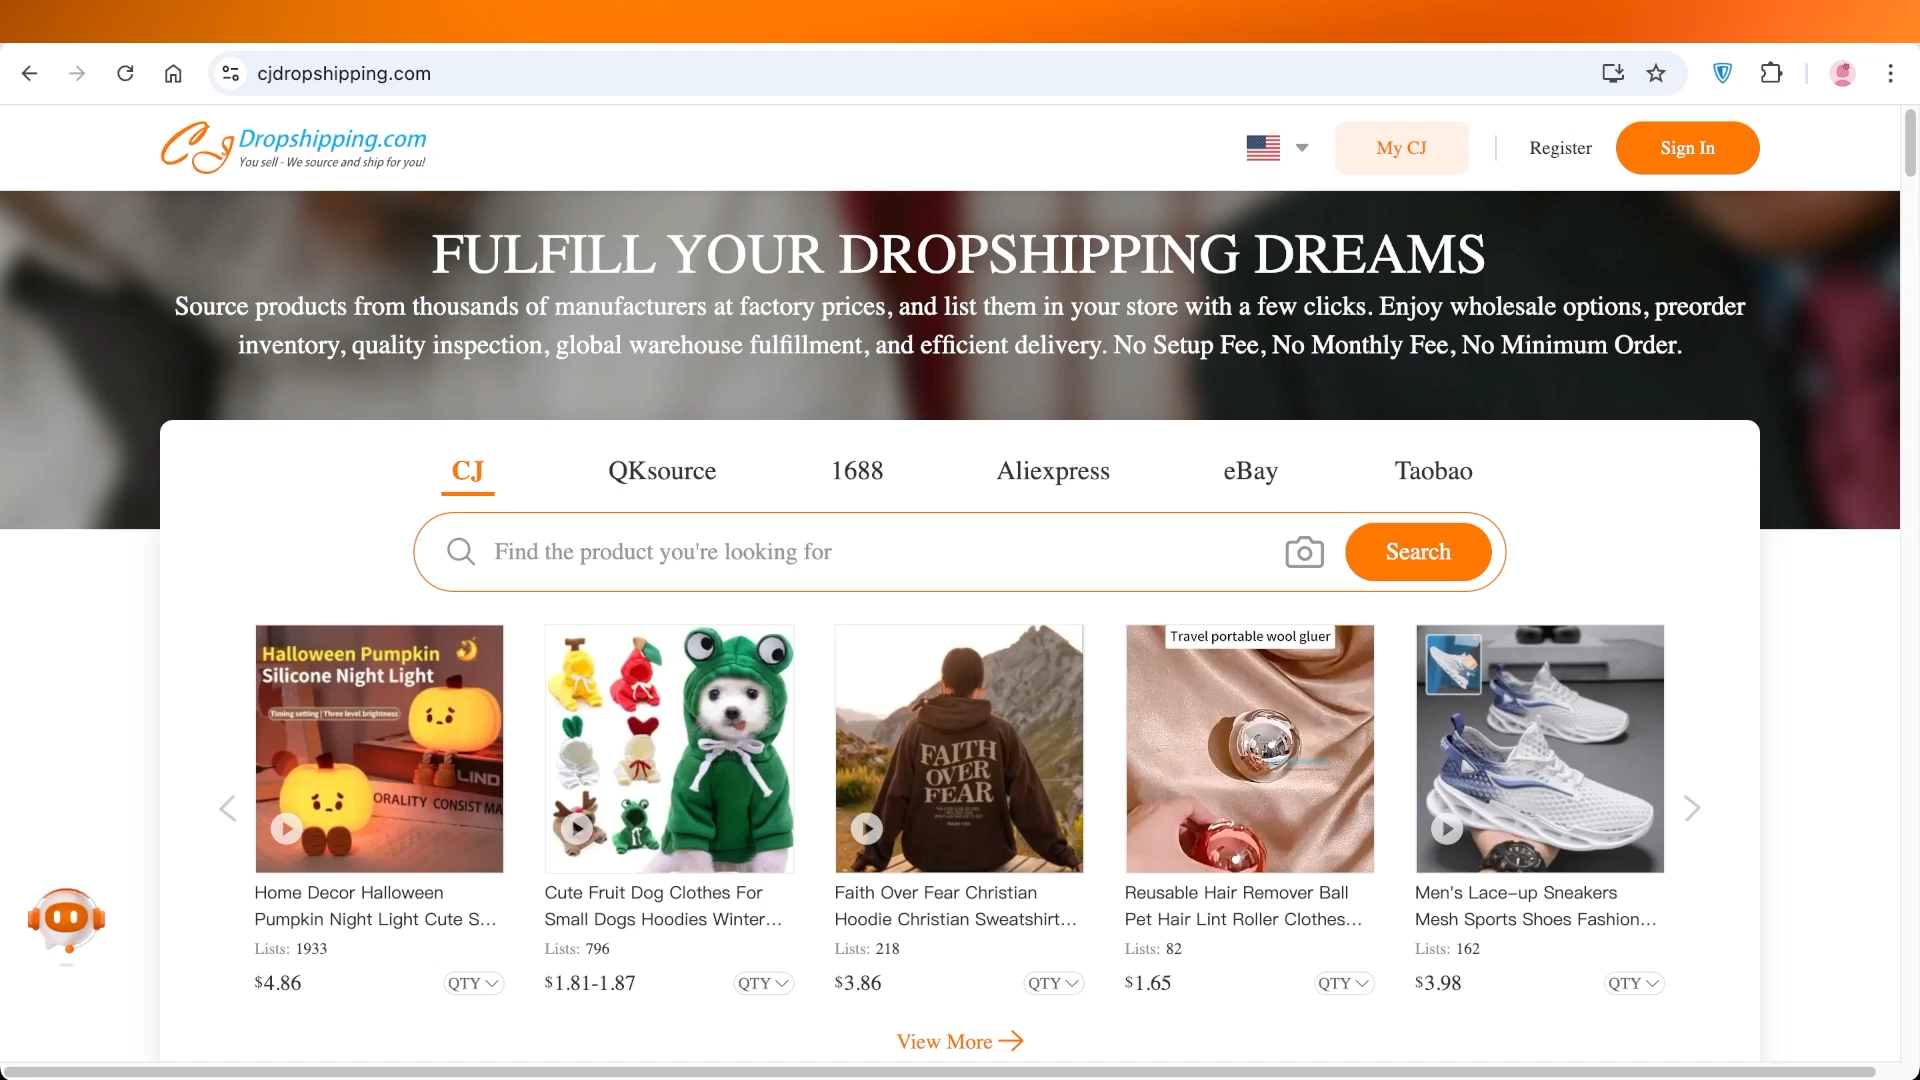 cjdropshipping.com
CJ Dropshipping.com
You sell - We source and ship for you!
My CJ
Register
Sign In
FULFILL YOUR DROPSHIPPING DREAMS
Source products from thousands of manufacturers at factory prices, and list them in your store with a few clicks. Enjoy wholesale options, preorder
inventory, quality inspection, global warehouse fulfillment, and efficient delivery. No Setup Fee, No Monthly Fee, No Minimum Order.
CJ QKsource 1688 Aliexpress eBay Taobao
Find the product you're looking for
Search
Halloween Pumpkin
Silicone Night Light
Timing setting | Three level brightness
LIND
ORALITY CONSIST MA
FAITH
OVER
FEAR
Travel portable wool gluer
Home Decor Halloween
Pumpkin Night Light Cute S...
Lists: 1933
$4.86
QTY
Cute Fruit Dog Clothes For
Small Dogs Hoodies Winter...
Lists: 796
$1.81-1.87
QTY
Faith Over Fear Christian
Hoodie Christian Sweatshirt...
Lists: 218
$3.86
QTY
Reusable Hair Remover Ball
Pet Hair Lint Roller Clothes...
Lists: 82
$1.65
QTY
Men's Lace-up Sneakers
Mesh Sports Shoes Fashion...
Lists: 162
$3.98
QTY
View More